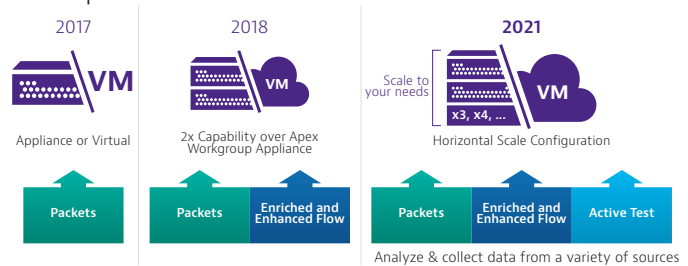 2017
VM
Appliance or Virtual
Packets
2018
VM
2x Capability over Apex
Workgroup Appliance
Packets
Enriched and
Enhanced Flow
2021
Scale to
your needs
x3, x4, ...
VM
Horizontal Scale Configuration
Packets
Enriched and
Enhanced Flow
Active Test
Analyze & collect data from a variety of sources